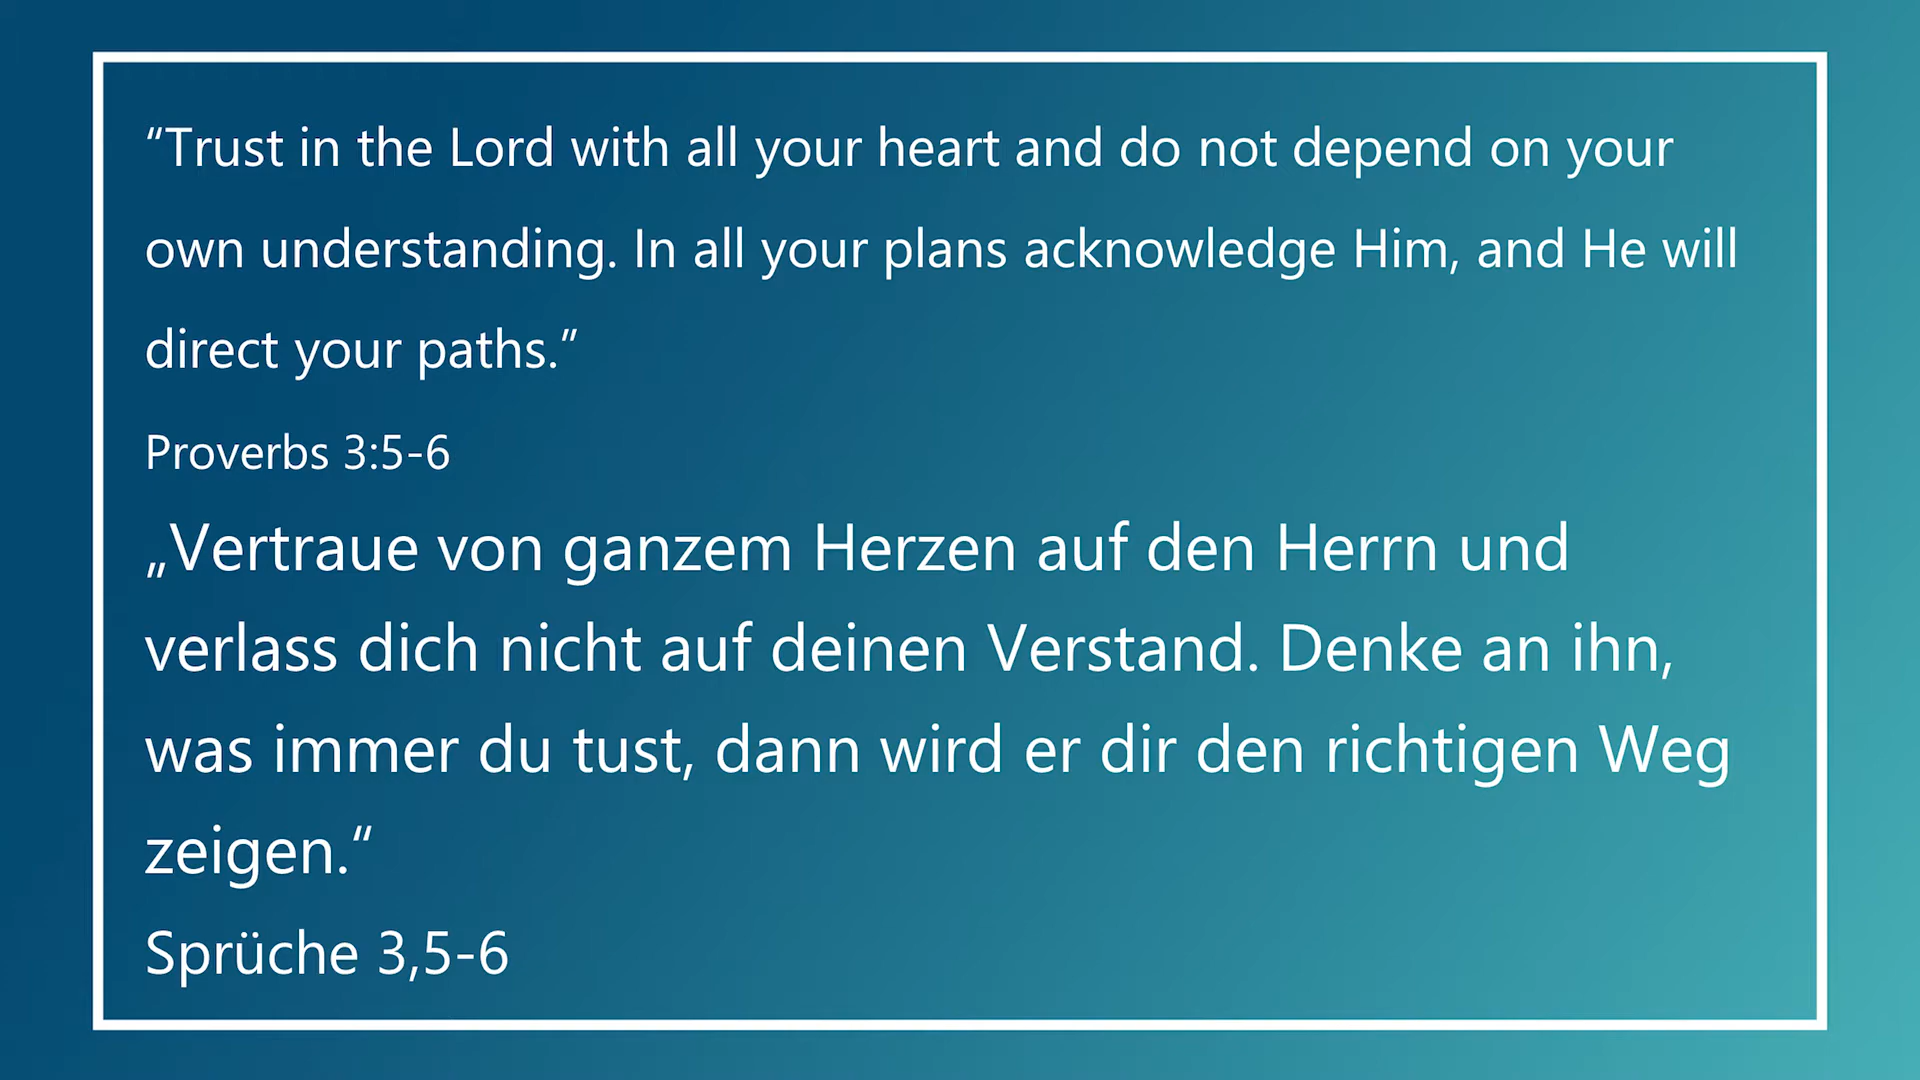 “Trust in the Lord with all your heart and do not depend on your
own understanding. In all your plans acknowledge Him, and He will
direct your paths.”
Proverbs 3:5-6
„Vertraue von ganzem Herzen auf den Herrn und
verlass dich nicht auf deinen Verstand. Denke an ihn,
was immer du tust, dann wird er dir den richtigen Weg
zeigen.“
Sprüche 3,5-6